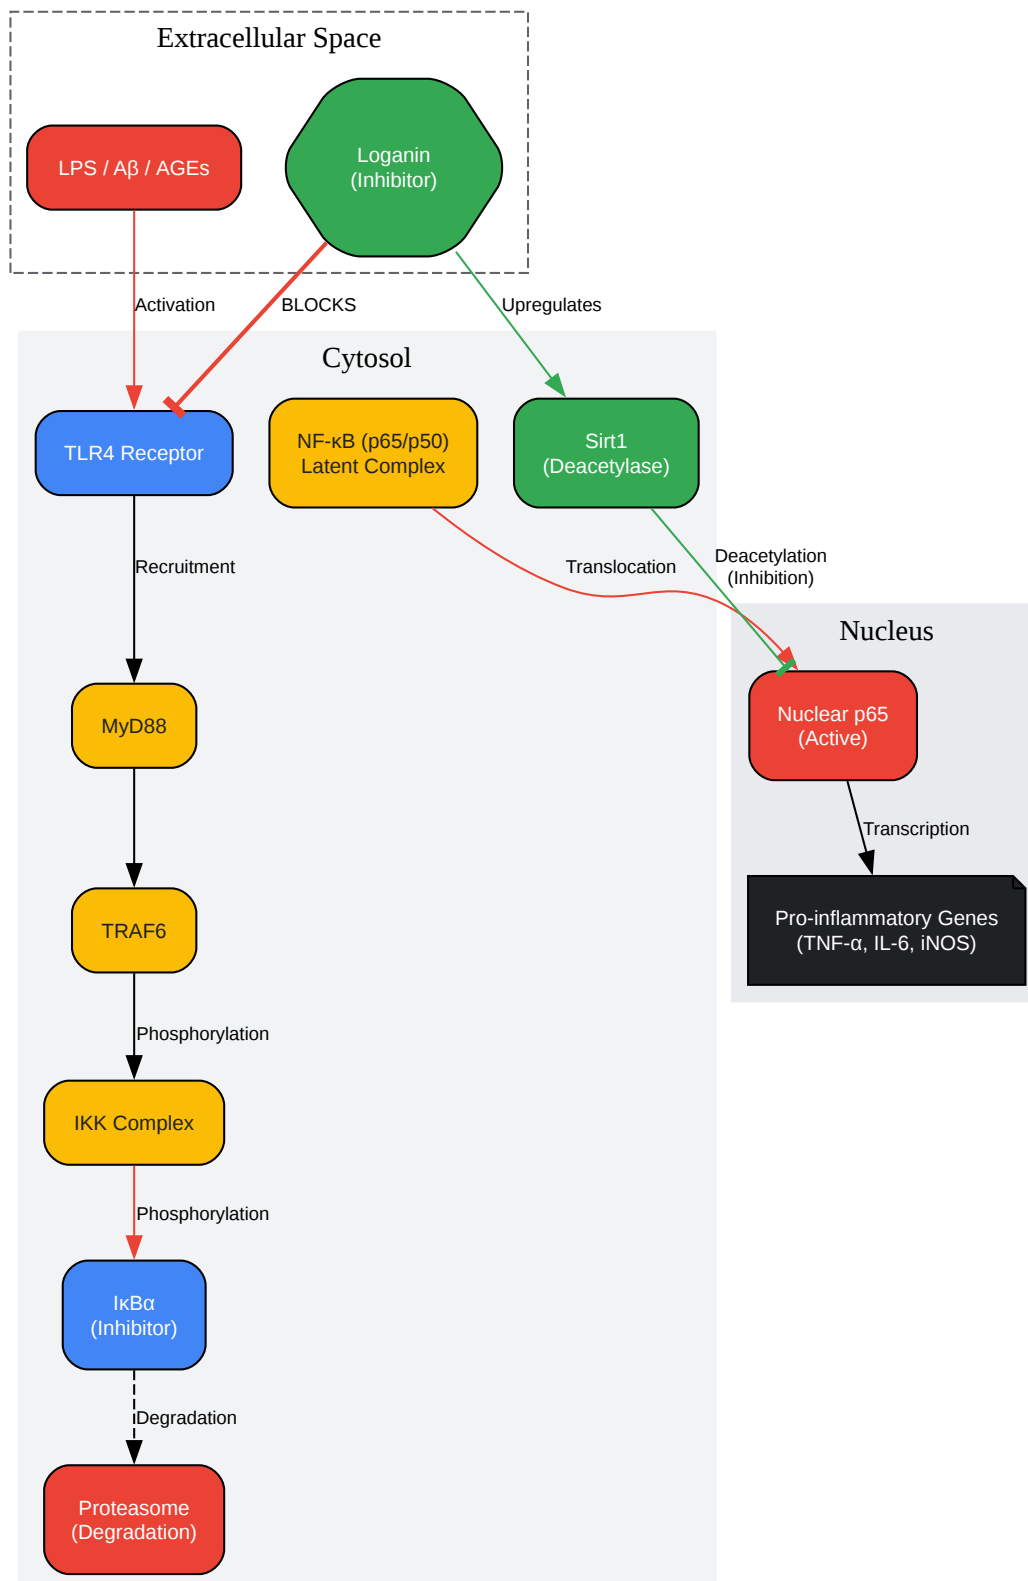 Extracellular Space
LPS / Aβ / AGEs
Loganin
(Inhibitor)
Activation
BLOCKS
Upregulates
Cytosol
TLR4 Receptor
NF-κB (p65/p50)
Latent Complex
Sirt1
(Deacetylase)
Recruitment
Translocation
Deacetylation
(Inhibition)
Nucleus
MyD88
Nuclear p65
(Active)
Transcription
TRAF6
Pro-inflammatory Genes
(TNF-α, IL-6, iNOS)
Phosphorylation
IKK Complex
Phosphorylation
IκBα
(Inhibitor)
Degradation
Proteasome
(Degradation)